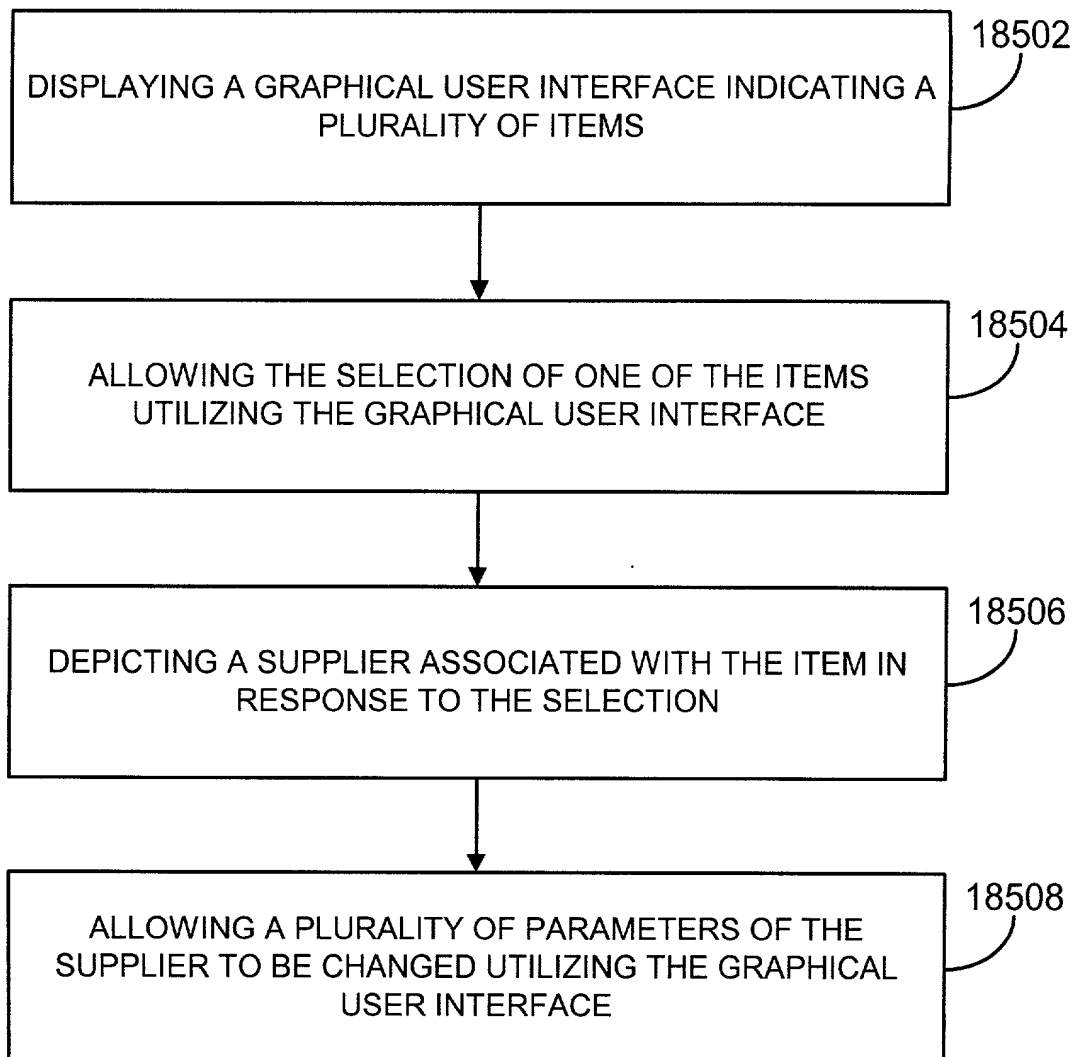 18502
DISPLAYING A GRAPHICAL USER INTERFACE INDICATING A
PLURALITY OF ITEMS
18504
ALLOWING THE SELECTION OF ONE OF THE ITEMS
UTILIZING THE GRAPHICAL USER INTERFACE
18506
DEPICTING A SUPPLIER ASSOCIATED WITH THE ITEM IN
RESPONSE TO THE SELECTION
18508
ALLOWING A PLURALITY OF PARAMETERS OF THE
SUPPLIER TO BE CHANGED UTILIZING THE GRAPHICAL
USER INTERFACE